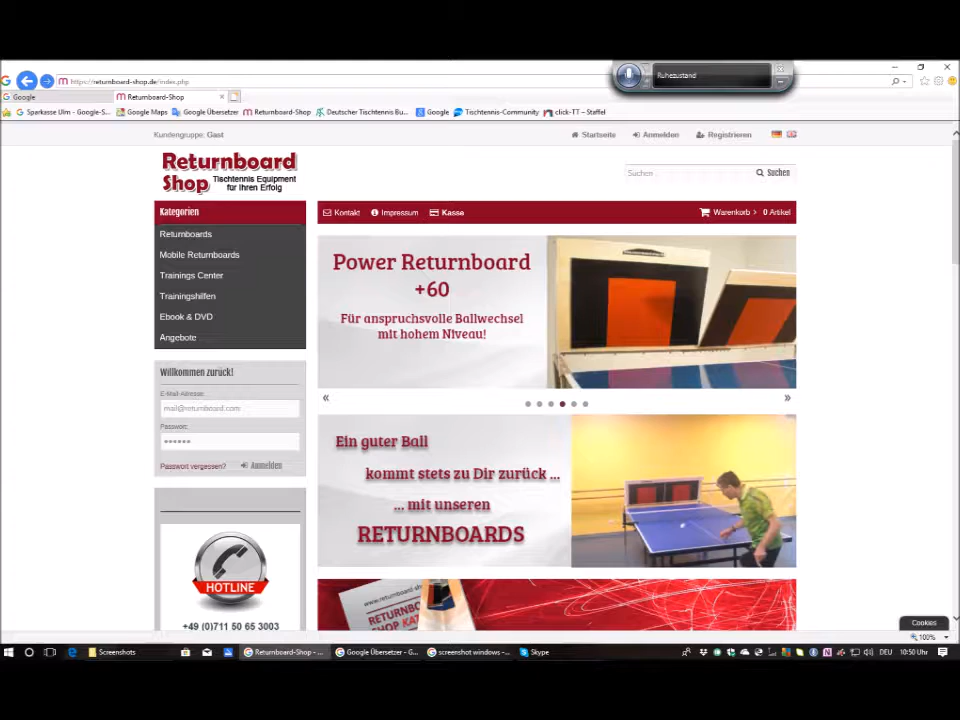 Ruhezustand
https://returnboard-shop.de/index.php
Google
Returnboard-Shop
Sparkasse Ulm - Google-S...
Google Maps
Google Übersetzer
Returnboard-Shop
Deutscher Tischtennis Bu...
Google
Tischtennis-Community
click-TT – Staffel
Kundengruppe: Gast
Startseite
Anmelden
Registrieren
Returnboard
Shop
Tischtennis Equipment
für Ihren Erfolg
Suchen...
Suchen
Kategorien
Returnboards
Mobile Returnboards
Trainings Center
Trainingshilfen
Ebook & DVD
Angebote
Kontakt
Impressum
Kasse
Warenkorb
0 Artikel
Power Returnboard
+60
Für anspruchsvolle Ballwechsel
mit hohem Niveau!
«
»
Willkommen zurück!
E-Mail-Adresse:
mail@returnboard.com
Passwort:
••••••
Passwort vergessen?
Anmelden
Ein guter Ball
kommt stets zu Dir zurück ...
... mit unseren
RETURNBOARDS
HOTLINE
+49 (0)711 50 65 3003
Cookies
100%
Screenshots
Returnboard-Shop - ...
Google Übersetzer - G...
screenshot windows -...
Skype
DEU
10:50 Uhr